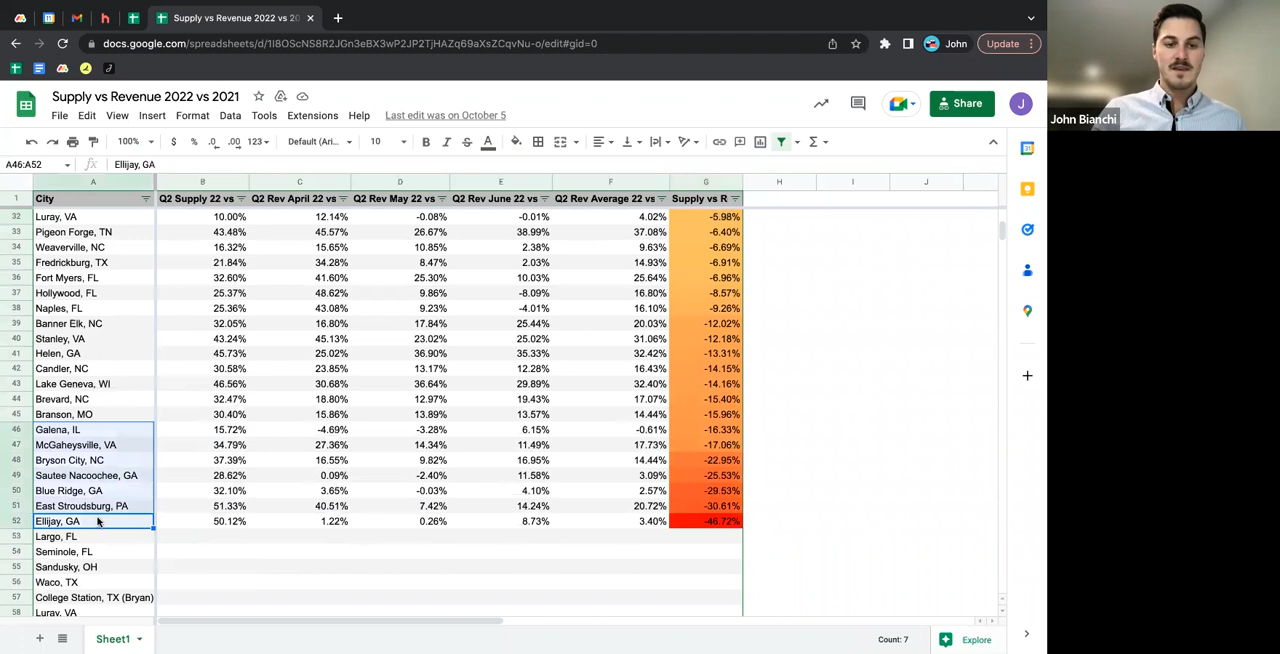 Supply vs Revenue 2022 vs 20
docs.google.com/spreadsheets/d/1I8OScNS8R2JGn3eBX3wP2JP2TjHAZq69aXsZCqvNu-o/edit#gid=0
John
Update
John Bianchi
Supply vs Revenue 2022 vs 2021
File Edit View Insert Format Data Tools Extensions Help Last edit was on October 5
Share
J
100% $ % .0 .00 123 Default (Ari... 10 B I S A
A46:A52 fx Ellijay, GA
A B C D E F G H I J
1 City Q2 Supply 22 vs Q2 Rev April 22 vs Q2 Rev May 22 vs Q2 Rev June 22 vs Q2 Rev Average 22 vs Supply vs R
32 Luray, VA 10.00% 12.14% -0.08% -0.01% 4.02% -5.98%
33 Pigeon Forge, TN 43.48% 45.57% 26.67% 38.99% 37.08% -6.40%
34 Weaverville, NC 16.32% 15.65% 10.85% 2.38% 9.63% -6.69%
35 Fredrickburg, TX 21.84% 34.28% 8.47% 2.03% 14.93% -6.91%
36 Fort Myers, FL 32.60% 41.60% 25.30% 10.03% 25.64% -6.96%
37 Hollywood, FL 25.37% 48.62% 9.86% -8.09% 16.80% -8.57%
38 Naples, FL 25.36% 43.08% 9.23% -4.01% 16.10% -9.26%
39 Banner Elk, NC 32.05% 16.80% 17.84% 25.44% 20.03% -12.02%
40 Stanley, VA 43.24% 45.13% 23.02% 25.02% 31.06% -12.18%
41 Helen, GA 45.73% 25.02% 36.90% 35.33% 32.42% -13.31%
42 Candler, NC 30.58% 23.85% 13.17% 12.28% 16.43% -14.15%
43 Lake Geneva, WI 46.56% 30.68% 36.64% 29.89% 32.40% -14.16%
44 Brevard, NC 32.47% 18.80% 12.97% 19.43% 17.07% -15.40%
45 Branson, MO 30.40% 15.86% 13.89% 13.57% 14.44% -15.96%
46 Galena, IL 15.72% -4.69% -3.28% 6.15% -0.61% -16.33%
47 McGaheysville, VA 34.79% 27.36% 14.34% 11.49% 17.73% -17.06%
48 Bryson City, NC 37.39% 16.55% 9.82% 16.95% 14.44% -22.95%
49 Sautee Nacoochee, GA 28.62% 0.09% -2.40% 11.58% 3.09% -25.53%
50 Blue Ridge, GA 32.10% 3.65% -0.03% 4.10% 2.57% -29.53%
51 East Stroudsburg, PA 51.33% 40.51% 7.42% 14.24% 20.72% -30.61%
52 Ellijay, GA 50.12% 1.22% 0.26% 8.73% 3.40% -46.72%
53 Largo, FL
54 Seminole, FL
55 Sandusky, OH
56 Waco, TX
57 College Station, TX (Bryan)
58 Luray, VA
Sheet1
Count: 7
Explore